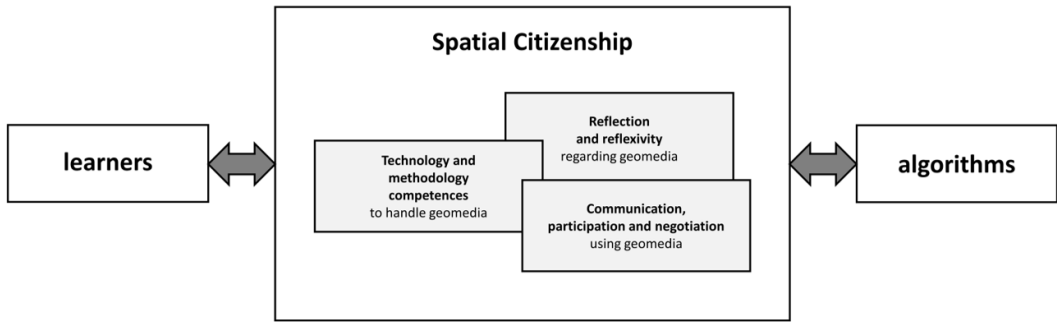 Spatial Citizenship
learners
Technology and
methodology
competences
to handle geomedia
Reflection
and reflexivity
regarding geomedia
Communication,
participation and negotiation
using geomedia
algorithms